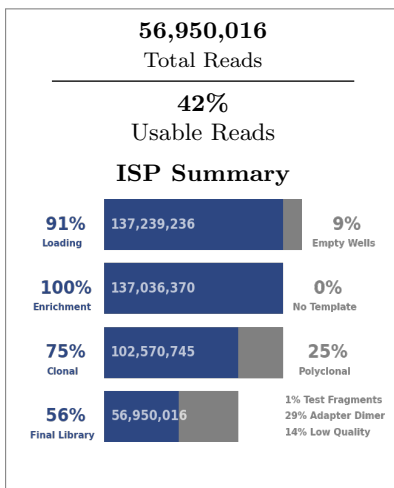 56,950,016
Total Reads
42%
Usable Reads
ISP Summary
91%
Loading
137,239,236
9%
Empty Wells
100%
Enrichment
137,036,370
0%
No Template
75%
Clonal
102,570,745
25%
Polyclonal
56%
Final Library
56,950,016
1% Test Fragments
29% Adapter Dimer
14% Low Quality